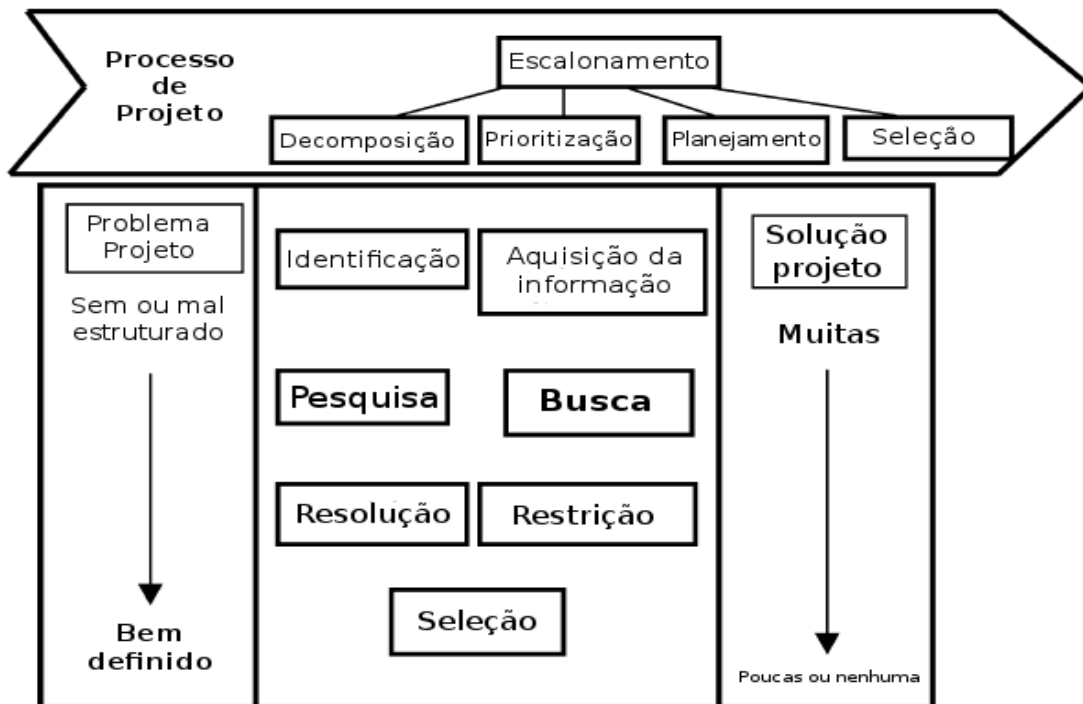 Processo
de
Projeto
Escalonamento
Decomposição
Prioritização
Planejamento
Seleção
Problema
Projeto
Sem ou mal
estruturado
Bem
definido
Identificação
Aquisição da
informação
Pesquisa
Busca
Resolução
Restrição
Seleção
Solução
projeto
Muitas
Poucas ou nenhuma